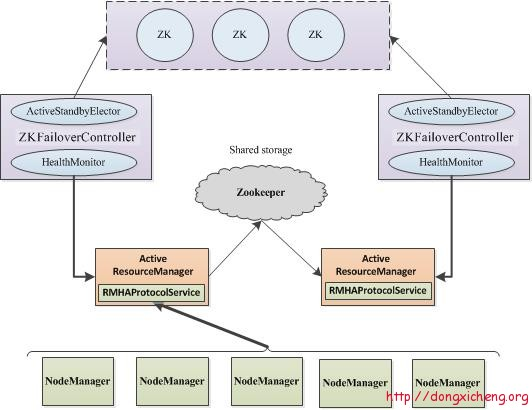 ZK
ZK
ZK
ActiveStandbyElector
ZKFailoverController
HealthMonitor
ActiveStandbyElector
ZKFailoverController
HealthMonitor
Shared storage
Zookeeper
Active
ResourceManager
RMHAProtocolService
Active
ResourceManager
RMHAProtocolService
NodeManager
NodeManager
NodeManager
NodeManager
NodeManager
http://dongxicheng.org